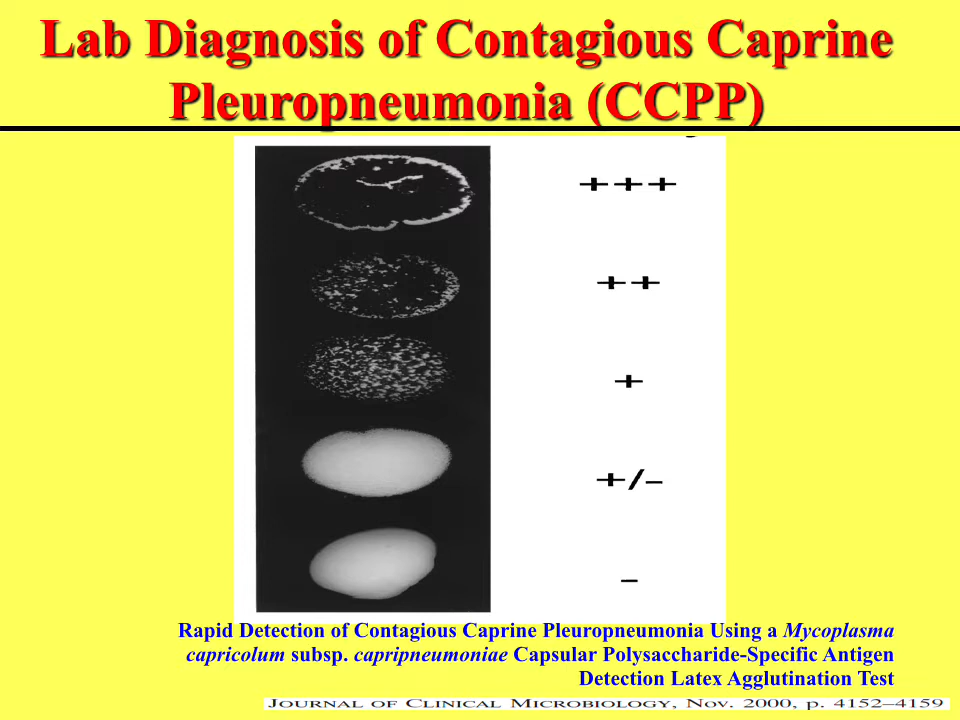 Lab Diagnosis of Contagious Caprine
Pleuropneumonia (CCPP)
+++
++
+
+/–
–
Rapid Detection of Contagious Caprine Pleuropneumonia Using a Mycoplasma
capricolum subsp. capripneumoniae Capsular Polysaccharide-Specific Antigen
Detection Latex Agglutination Test
JOURNAL OF CLINICAL MICROBIOLOGY, Nov. 2000, p. 4152–4159